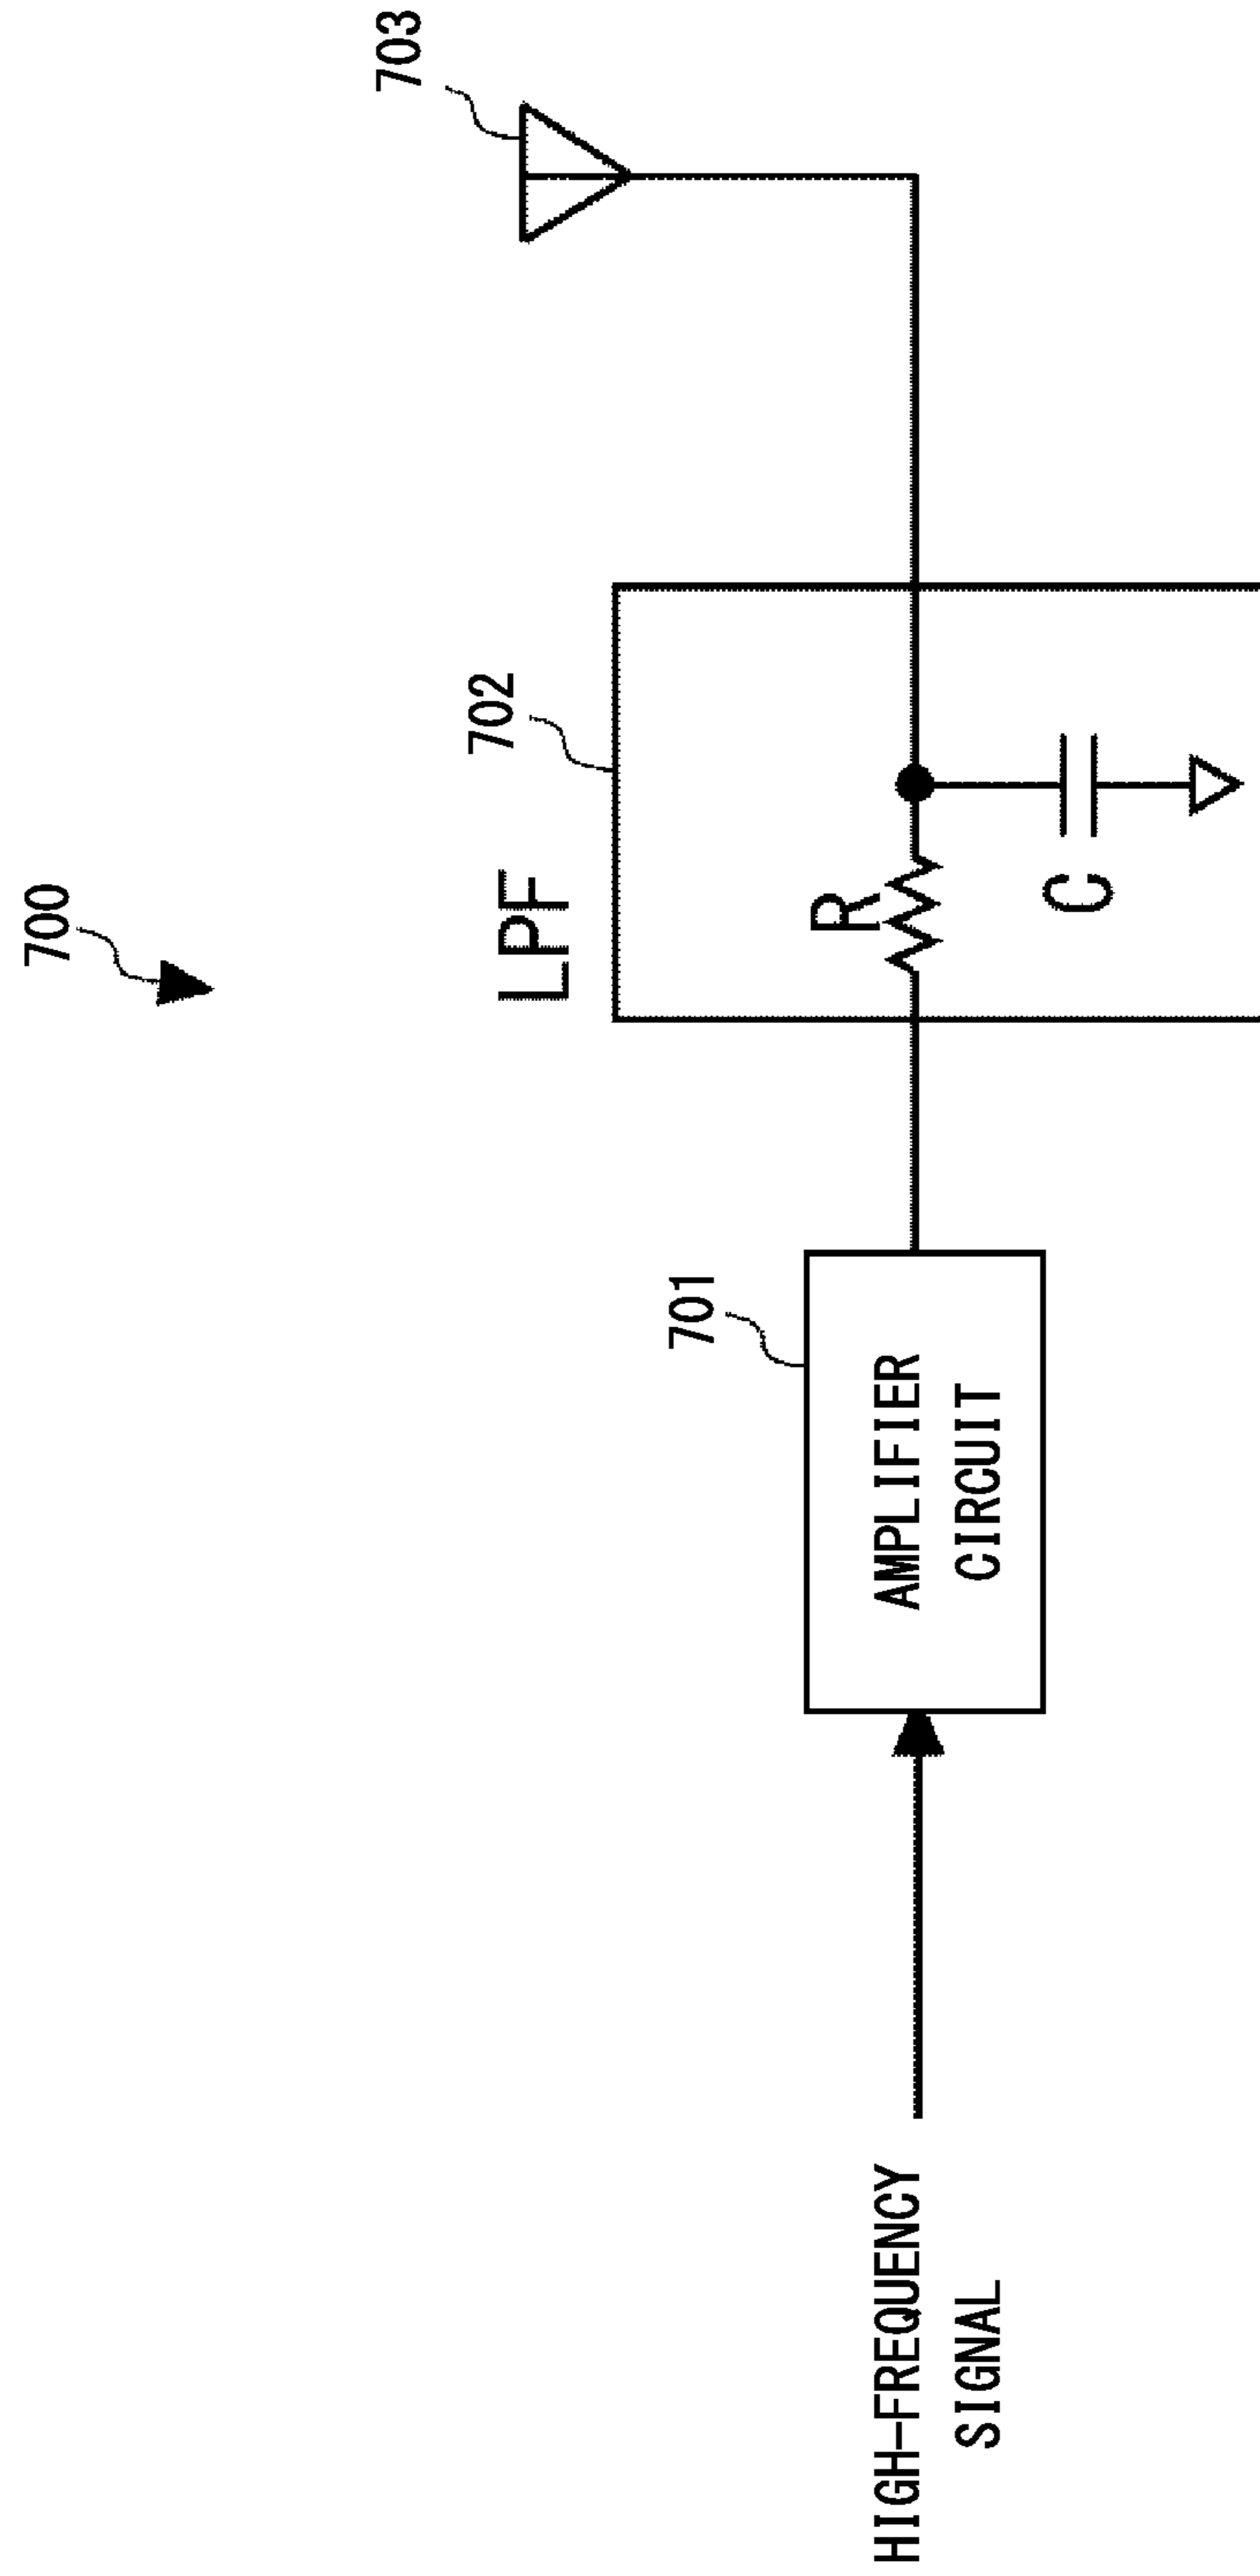 700
703
702
LPF
701
R
C
AMPLIFIER
CIRCUIT
HIGH-FREQUENCY
SIGNAL